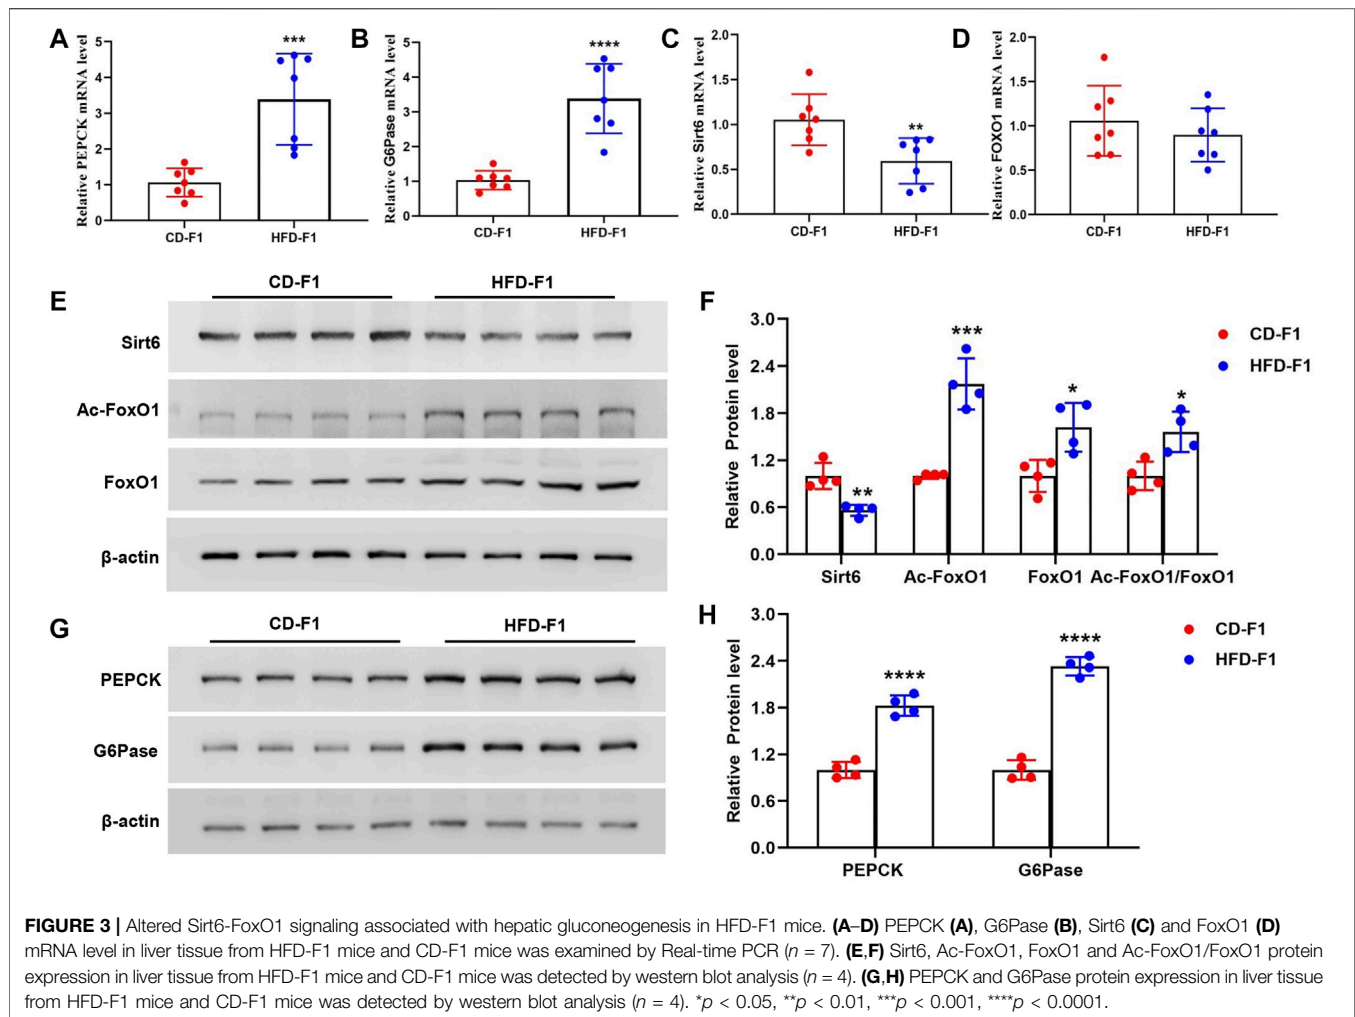 A
Relative PEPCK mRNA level
5
4
3
2
1
0
***
CD-F1
HFD-F1
B
Relative G6Pase mRNA level
5
4
3
2
1
0
****
CD-F1
HFD-F1
C
Relative Sirt6 mRNA level
2.0
1.5
1.0
0.5
0.0
**
CD-F1
HFD-F1
D
Relative FOXO1 mRNA level
2.0
1.5
1.0
0.5
0.0
CD-F1
HFD-F1
E
CD-F1
HFD-F1
Sirt6
Ac-FoxO1
FoxO1
β-actin
F
Relative Protein level
3.0
2.4
1.8
1.2
0.6
0.0
**
***
*
*
Sirt6
Ac-FoxO1
FoxO1
Ac-FoxO1/FoxO1
CD-F1
HFD-F1
G
CD-F1
HFD-F1
PEPCK
G6Pase
β-actin
H
Relative Protein level
3.0
2.4
1.8
1.2
0.6
0.0
****
****
PEPCK
G6Pase
CD-F1
HFD-F1
FIGURE 3 | Altered Sirt6-FoxO1 signaling associated with hepatic gluconeogenesis in HFD-F1 mice. (A–D) PEPCK (A), G6Pase (B), Sirt6 (C) and FoxO1 (D)
mRNA level in liver tissue from HFD-F1 mice and CD-F1 mice was examined by Real-time PCR (n = 7). (E,F) Sirt6, Ac-FoxO1, FoxO1 and Ac-FoxO1/FoxO1 protein
expression in liver tissue from HFD-F1 mice and CD-F1 mice was detected by western blot analysis (n = 4). (G,H) PEPCK and G6Pase protein expression in liver tissue
from HFD-F1 mice and CD-F1 mice was detected by western blot analysis (n = 4). *p < 0.05, **p < 0.01, ***p < 0.001, ****p < 0.0001.